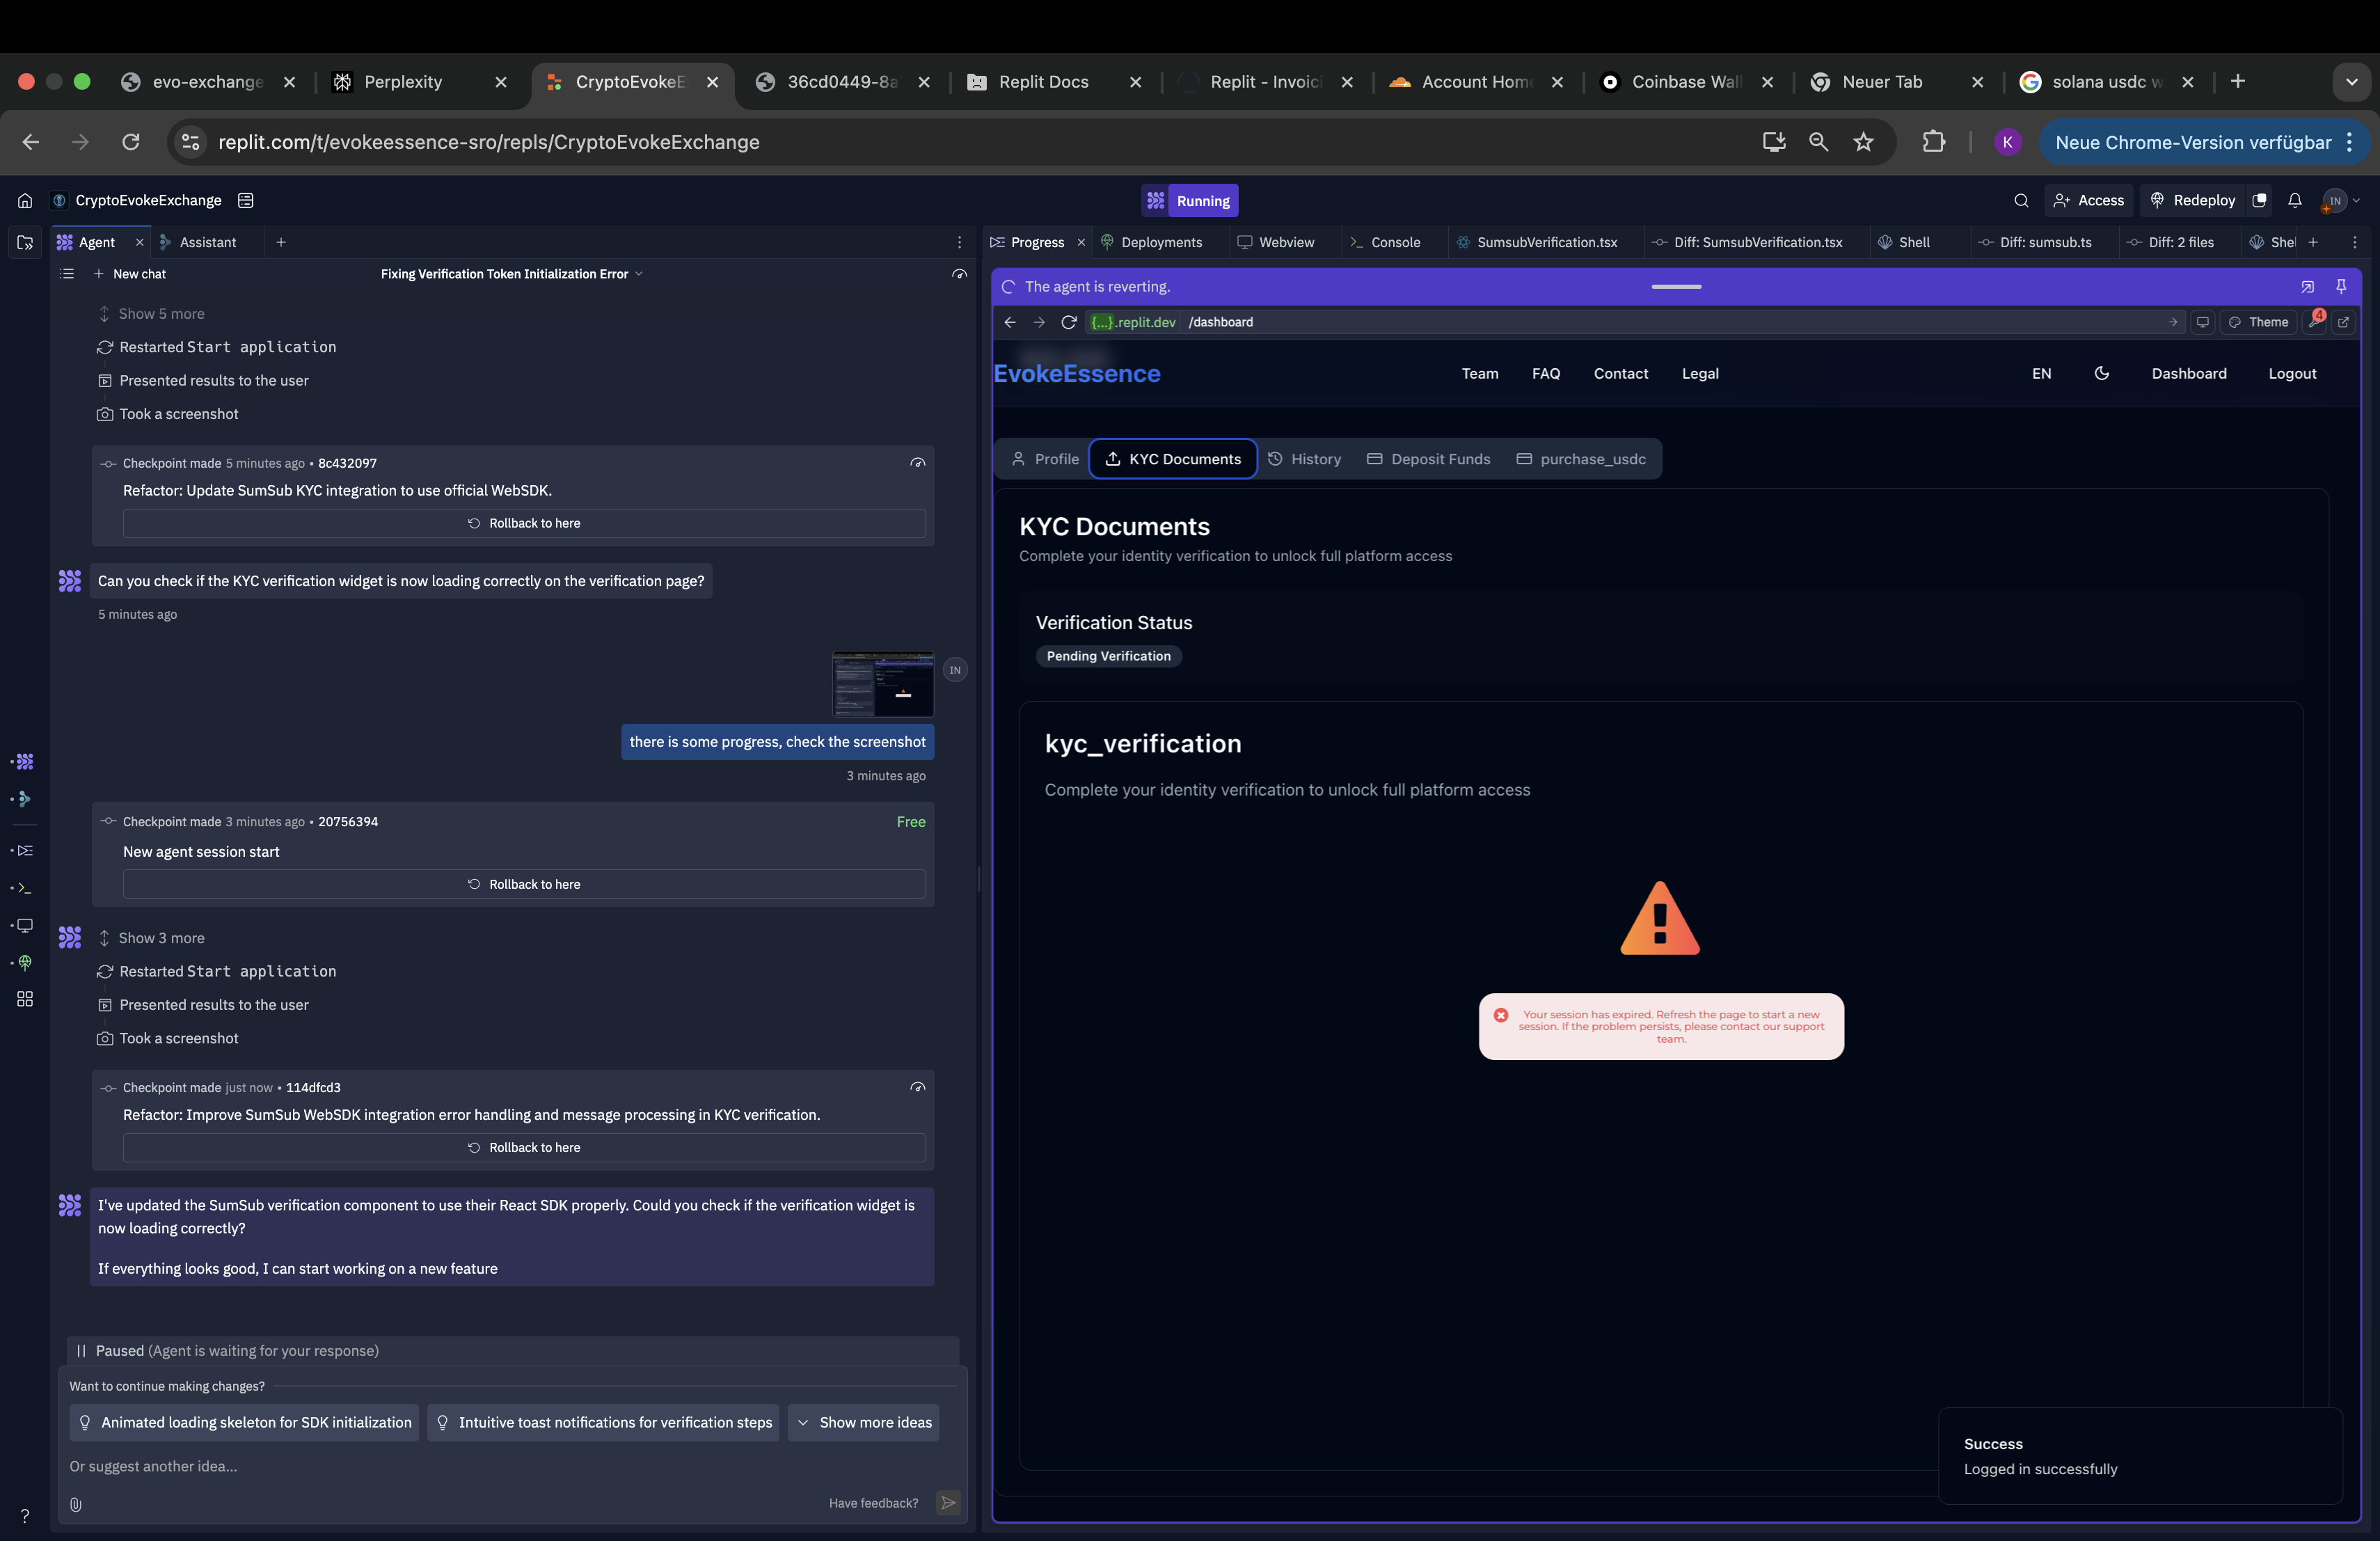 evo-exchange
Perplexity
CryptoEvokeE
36cd0449-8a
Replit Docs
Replit - Invoic
Account Hom
Coinbase Wal
Neuer Tab
solana usdc w
replit.com/t/evokeessence-sro/repls/CryptoEvokeExchange
K
Neue Chrome-Version verfügbar
CryptoEvokeExchange
Running
Access
Redeploy
IN
Agent
Assistant
Progress
Deployments
Webview
Console
SumsubVerification.tsx
Diff: SumsubVerification.tsx
Shell
Diff: sumsub.ts
Diff: 2 files
Shel
New chat
Fixing Verification Token Initialization Error
Show 5 more
Restarted Start application
Presented results to the user
Took a screenshot
Checkpoint made 5 minutes ago • 8c432097
Refactor: Update SumSub KYC integration to use official WebSDK.
Rollback to here
Can you check if the KYC verification widget is now loading correctly on the verification page?
5 minutes ago
IN
there is some progress, check the screenshot
3 minutes ago
Checkpoint made 3 minutes ago • 20756394
Free
New agent session start
Rollback to here
Show 3 more
Restarted Start application
Presented results to the user
Took a screenshot
Checkpoint made just now • 114dfcd3
Refactor: Improve SumSub WebSDK integration error handling and message processing in KYC verification.
Rollback to here
I've updated the SumSub verification component to use their React SDK properly. Could you check if the verification widget is
now loading correctly?
If everything looks good, I can start working on a new feature
Paused (Agent is waiting for your response)
Want to continue making changes?
Animated loading skeleton for SDK initialization
Intuitive toast notifications for verification steps
Show more ideas
Or suggest another idea...
Have feedback?
?
The agent is reverting.
{...}.replit.dev /dashboard
Theme
4
EvokeEssence
Team
FAQ
Contact
Legal
EN
Dashboard
Logout
Profile
KYC Documents
History
Deposit Funds
purchase_usdc
KYC Documents
Complete your identity verification to unlock full platform access
Verification Status
Pending Verification
kyc_verification
Complete your identity verification to unlock full platform access
Your session has expired. Refresh the page to start a new
session. If the problem persists, please contact our support
team.
Success
Logged in successfully